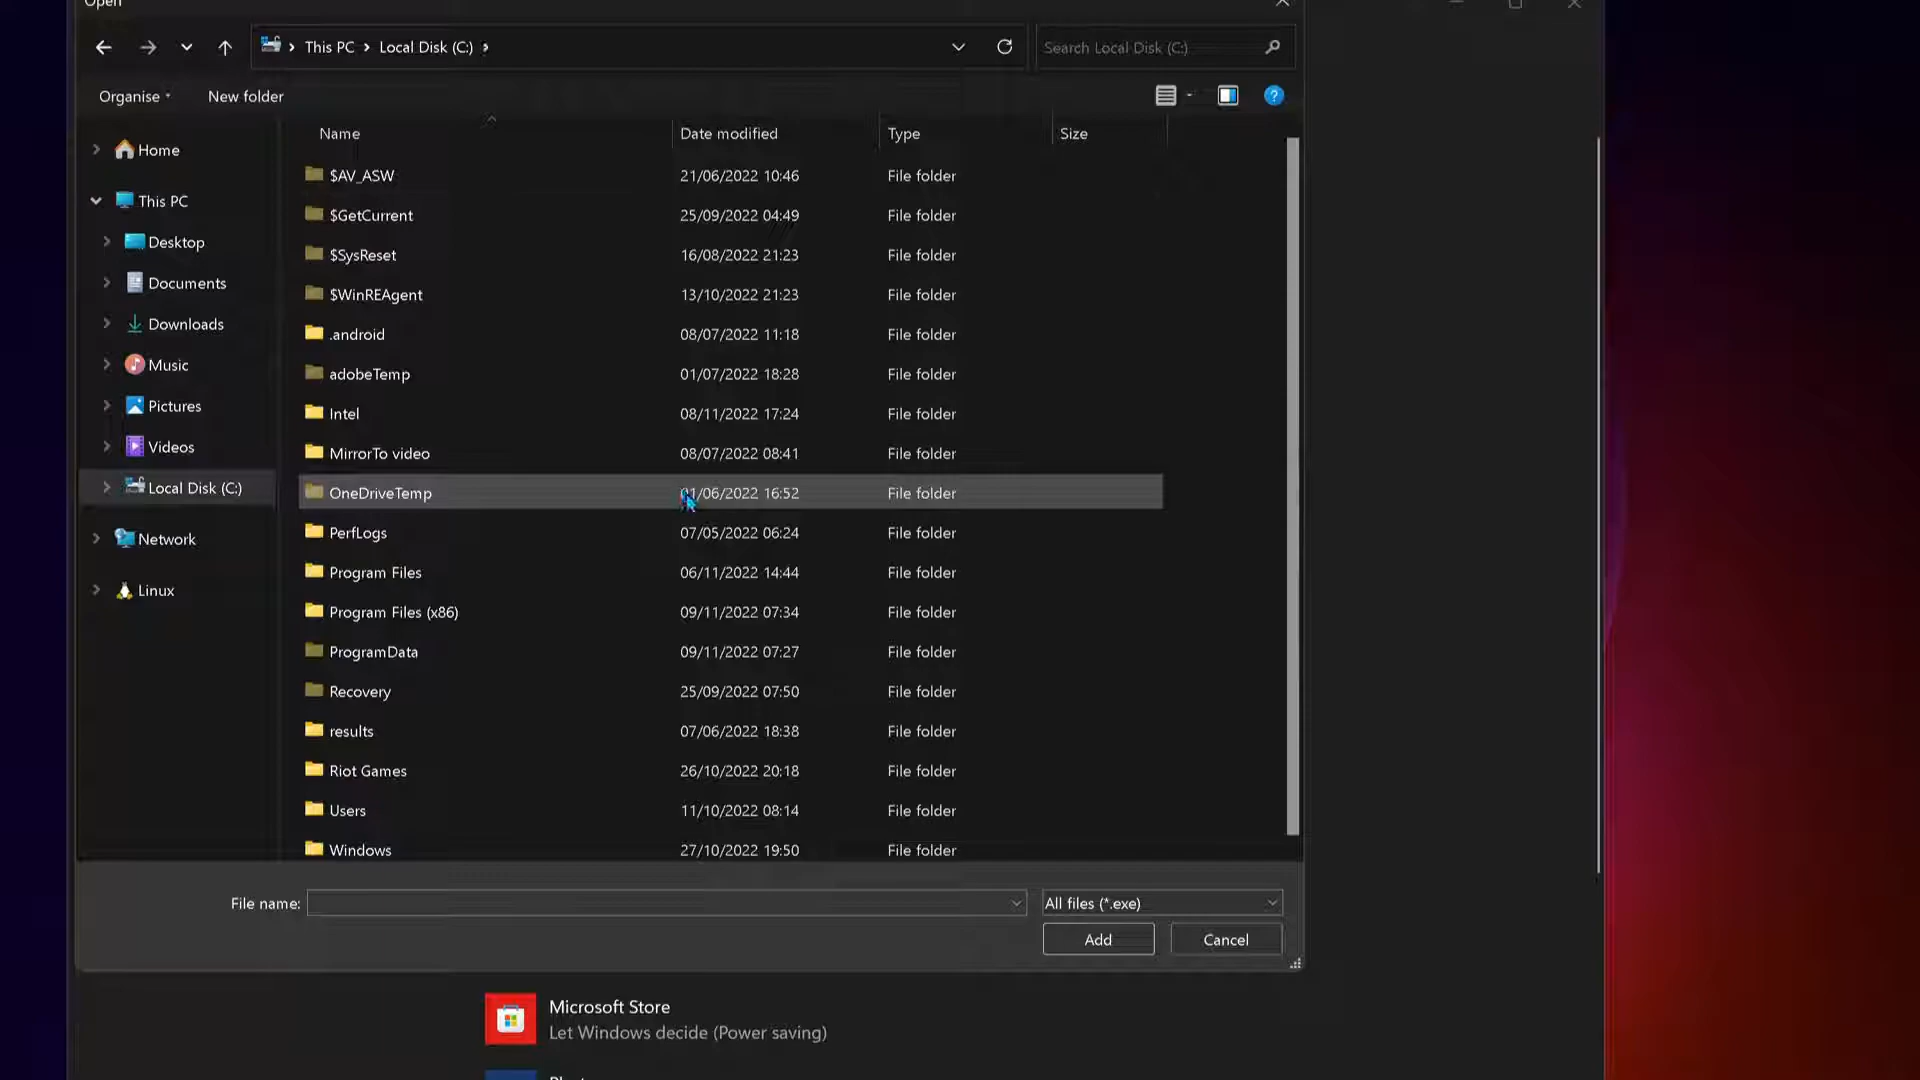 Open
This PC
Local Disk (C:)
Search Local Disk (C:)
Organise
New folder
Name
Date modified
Type
Size
Home
This PC
Desktop
Documents
Downloads
Music
Pictures
Videos
Local Disk (C:)
Network
Linux
$AV_ASW 21/06/2022 10:46 File folder
$GetCurrent 25/09/2022 04:49 File folder
$SysReset 16/08/2022 21:23 File folder
$WinREAgent 13/10/2022 21:23 File folder
.android 08/07/2022 11:18 File folder
adobeTemp 01/07/2022 18:28 File folder
Intel 08/11/2022 17:24 File folder
MirrorTo video 08/07/2022 08:41 File folder
OneDriveTemp 01/06/2022 16:52 File folder
PerfLogs 07/05/2022 06:24 File folder
Program Files 06/11/2022 14:44 File folder
Program Files (x86) 09/11/2022 07:34 File folder
ProgramData 09/11/2022 07:27 File folder
Recovery 25/09/2022 07:50 File folder
results 07/06/2022 18:38 File folder
Riot Games 26/10/2022 20:18 File folder
Users 11/10/2022 08:14 File folder
Windows 27/10/2022 19:50 File folder
File name:
All files (*.exe)
Add
Cancel
Microsoft Store
Let Windows decide (Power saving)